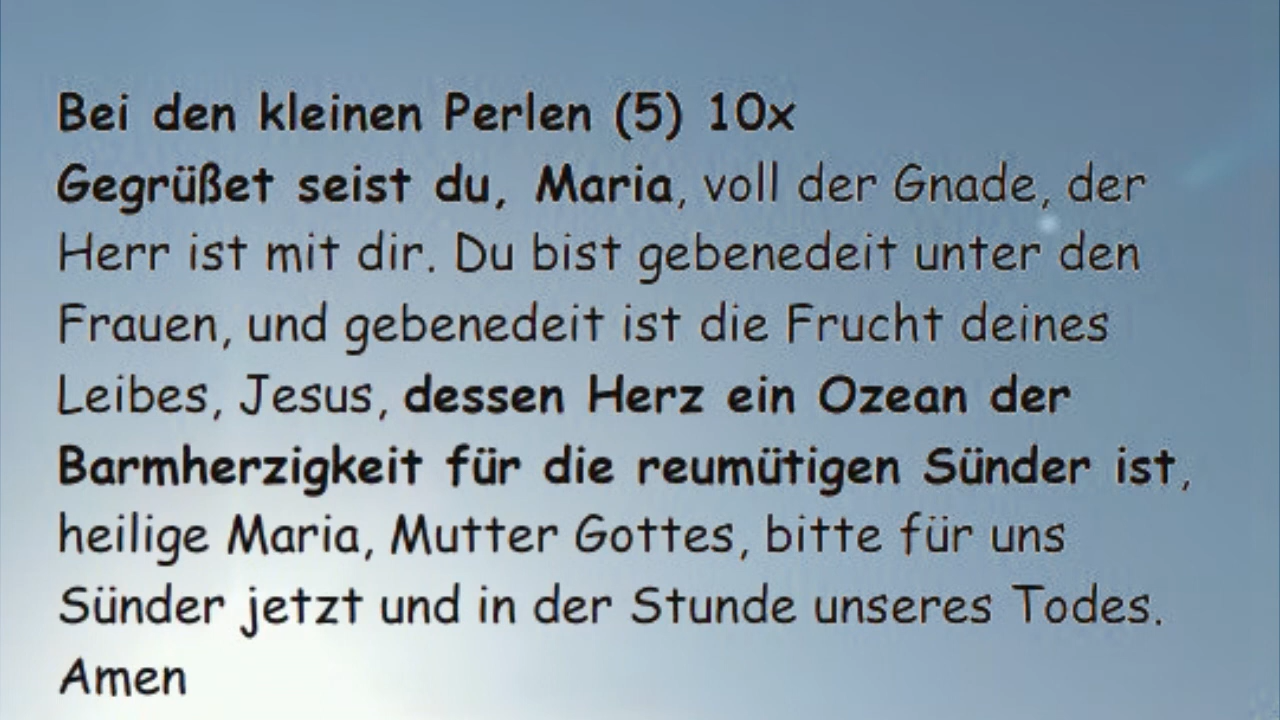 Bei den kleinen Perlen (5) 10x
Gegrüßet seist du, Maria, voll der Gnade, der
Herr ist mit dir. Du bist gebenedeit unter den
Frauen, und gebenedeit ist die Frucht deines
Leibes, Jesus, dessen Herz ein Ozean der
Barmherzigkeit für die reumütigen Sünder ist,
heilige Maria, Mutter Gottes, bitte für uns
Sünder jetzt und in der Stunde unseres Todes.
Amen